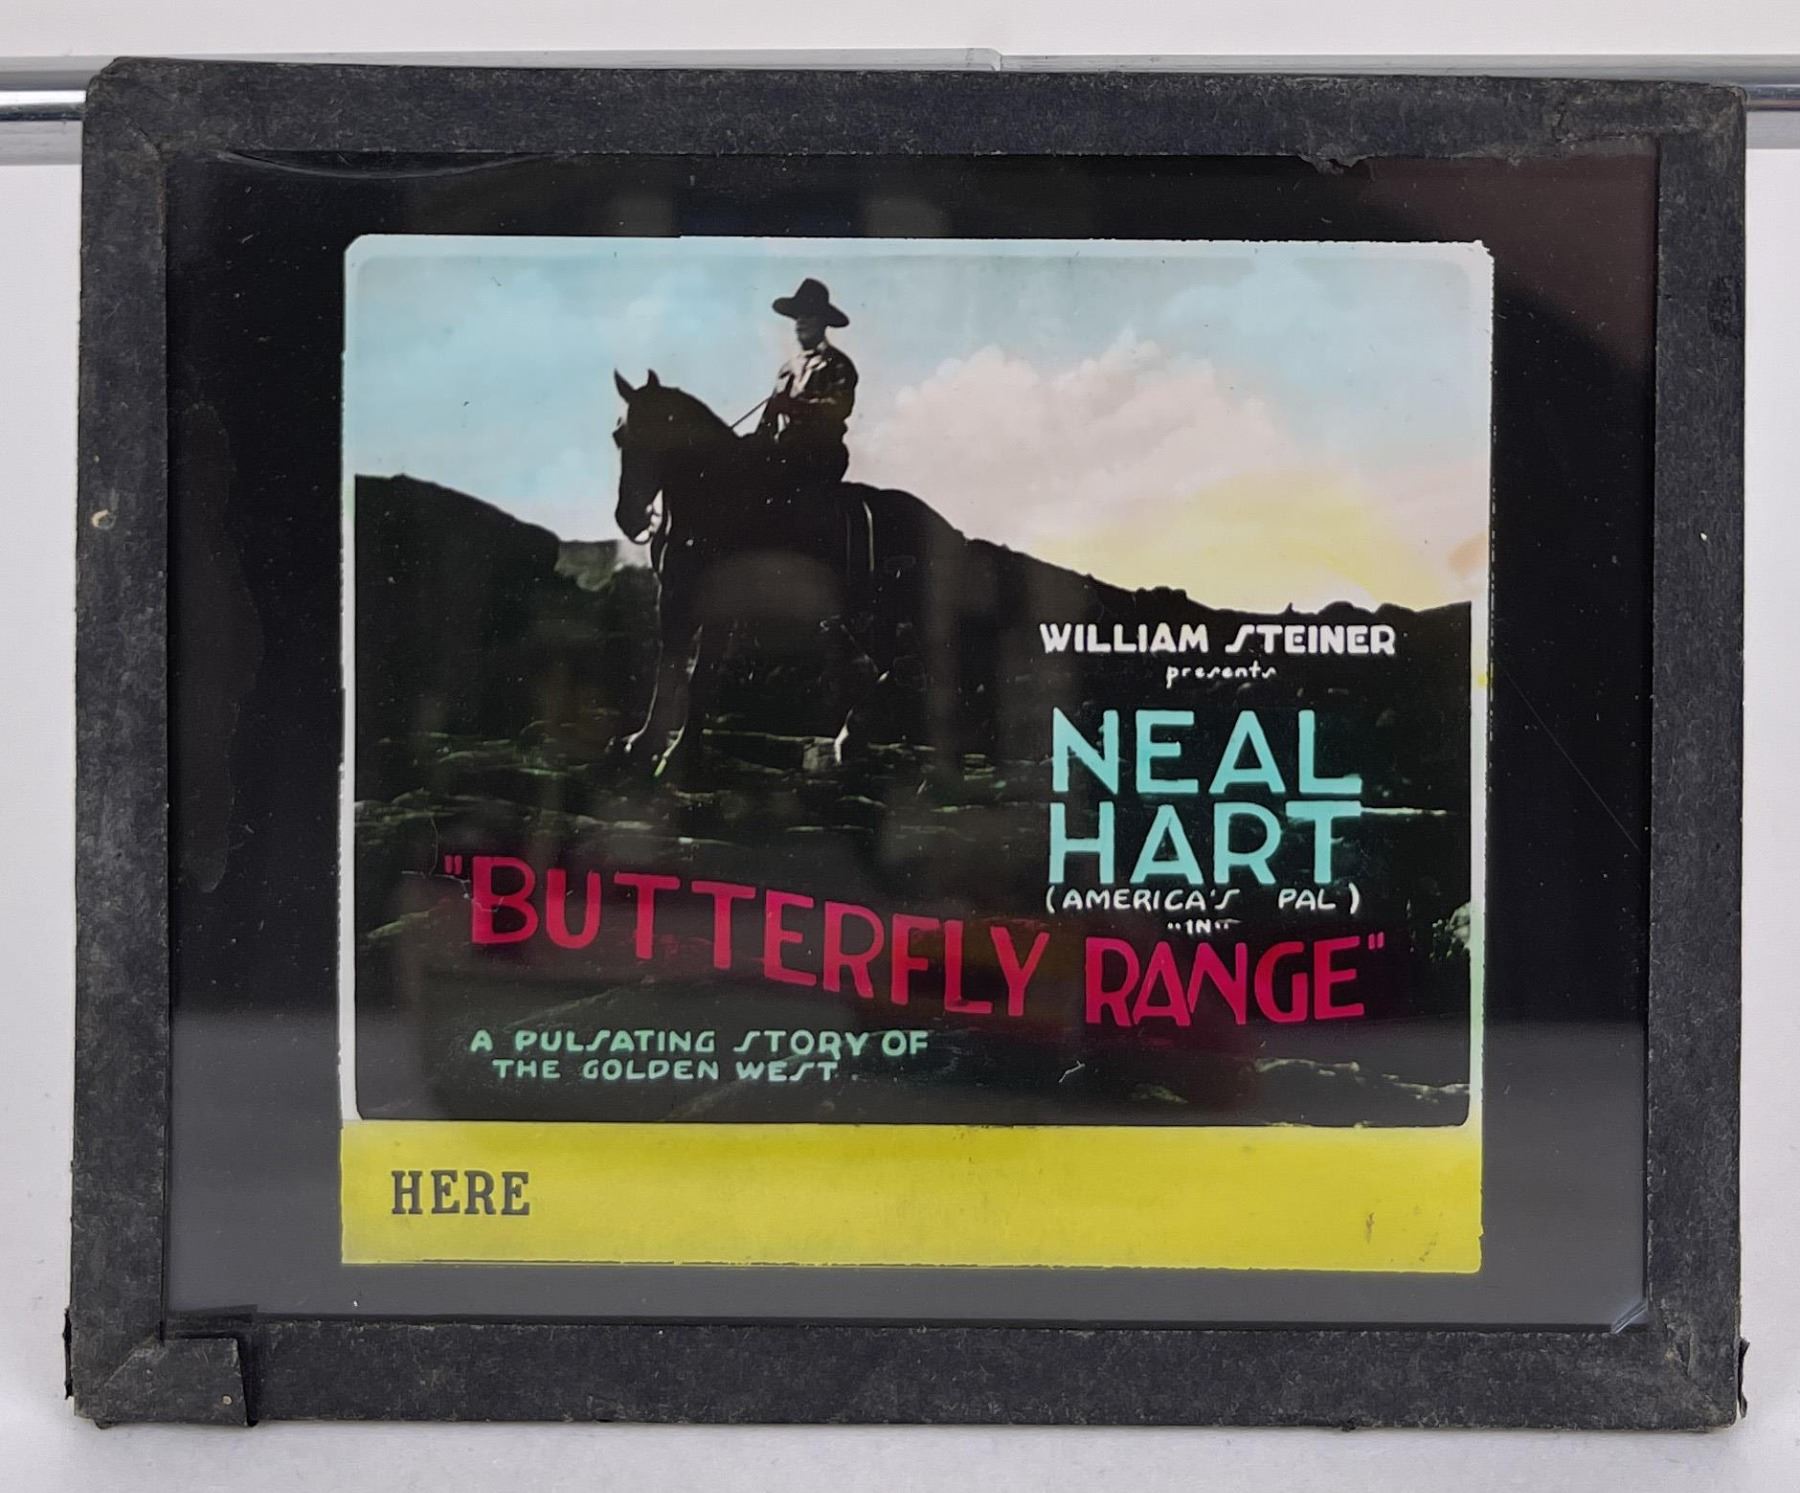 WILLIAM STEINER
presents
NEAL
HART
(AMERICA'S PAL)
"IN"
"BUTTERFLY RANGE"
A PULSATING STORY OF
THE GOLDEN WEST.
HERE